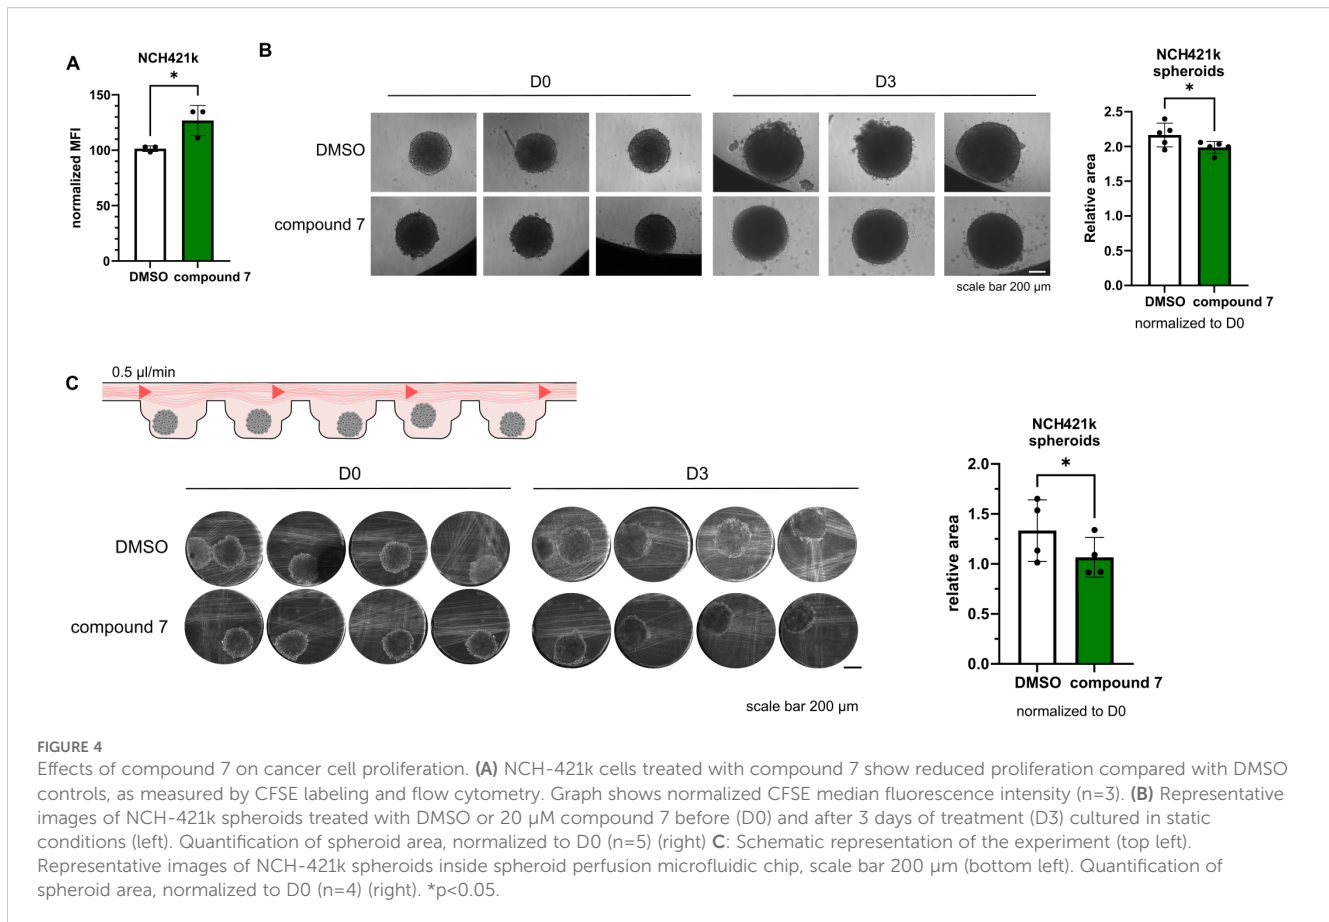 A
NCH421k
*
normalized MFI
150
100
50
0
DMSO compound 7
B
D0
D3
DMSO
compound 7
scale bar 200 µm
NCH421k
spheroids
*
Relative area
2.5
2.0
1.5
1.0
0.5
0.0
DMSO compound 7
normalized to D0
C
0.5 µl/min
D0
D3
DMSO
compound 7
scale bar 200 µm
NCH421k
spheroids
*
relative area
2.0
1.5
1.0
0.5
0.0
DMSO compound 7
normalized to D0
FIGURE 4
Effects of compound 7 on cancer cell proliferation. (A) NCH-421k cells treated with compound 7 show reduced proliferation compared with DMSO
controls, as measured by CFSE labeling and flow cytometry. Graph shows normalized CFSE median fluorescence intensity (n=3). (B) Representative
images of NCH-421k spheroids treated with DMSO or 20 µM compound 7 before (D0) and after 3 days of treatment (D3) cultured in static
conditions (left). Quantification of spheroid area, normalized to D0 (n=5) (right) C: Schematic representation of the experiment (top left).
Representative images of NCH-421k spheroids inside spheroid perfusion microfluidic chip, scale bar 200 µm (bottom left). Quantification of
spheroid area, normalized to D0 (n=4) (right). *p<0.05.